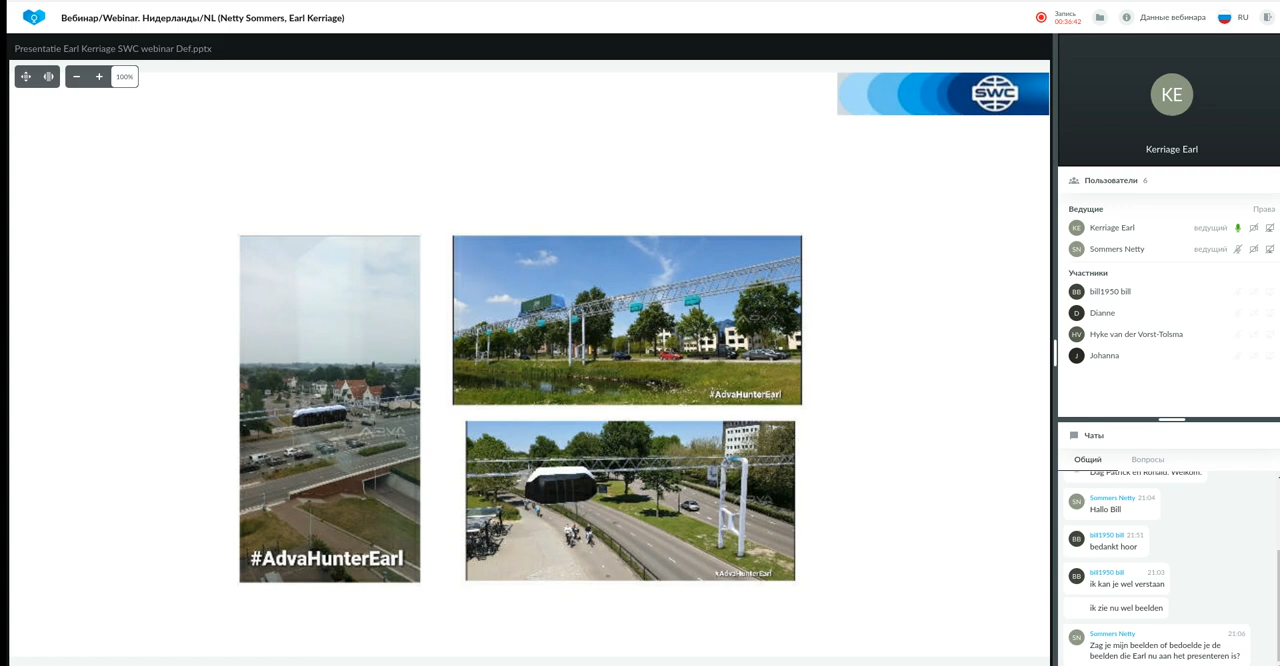 Вебинар/Webinar. Нидерланды/NL (Netty Sommers, Earl Kerriage)
Запись
00:36:42
Данные вебинара
RU
Presentatie Earl Kerriage SWC webinar Def.pptx
100%
SWC
#AdvaHunterEarl
#AdvaHunterEarl
#AdvaHunterEarl
KE
Kerriage Earl
Пользователи 6
Ведущие Права
KE Kerriage Earl ведущий
SN Sommers Netty ведущий
Участники
BB bill1950 bill
D Dianne
HV Hyke van der Vorst-Tolsma
J Johanna
Чаты
Общий Вопросы
Dag Patrick en Ronald. Welkom.
SN Sommers Netty 21:04
Hallo Bill
BB bill1950 bill 21:51
bedankt hoor
BB bill1950 bill 21:03
ik kan je wel verstaan
ik zie nu wel beelden
SN Sommers Netty 21:06
Zag je mijn beelden of bedoelde je de
beelden die Earl nu aan het presenteren is?